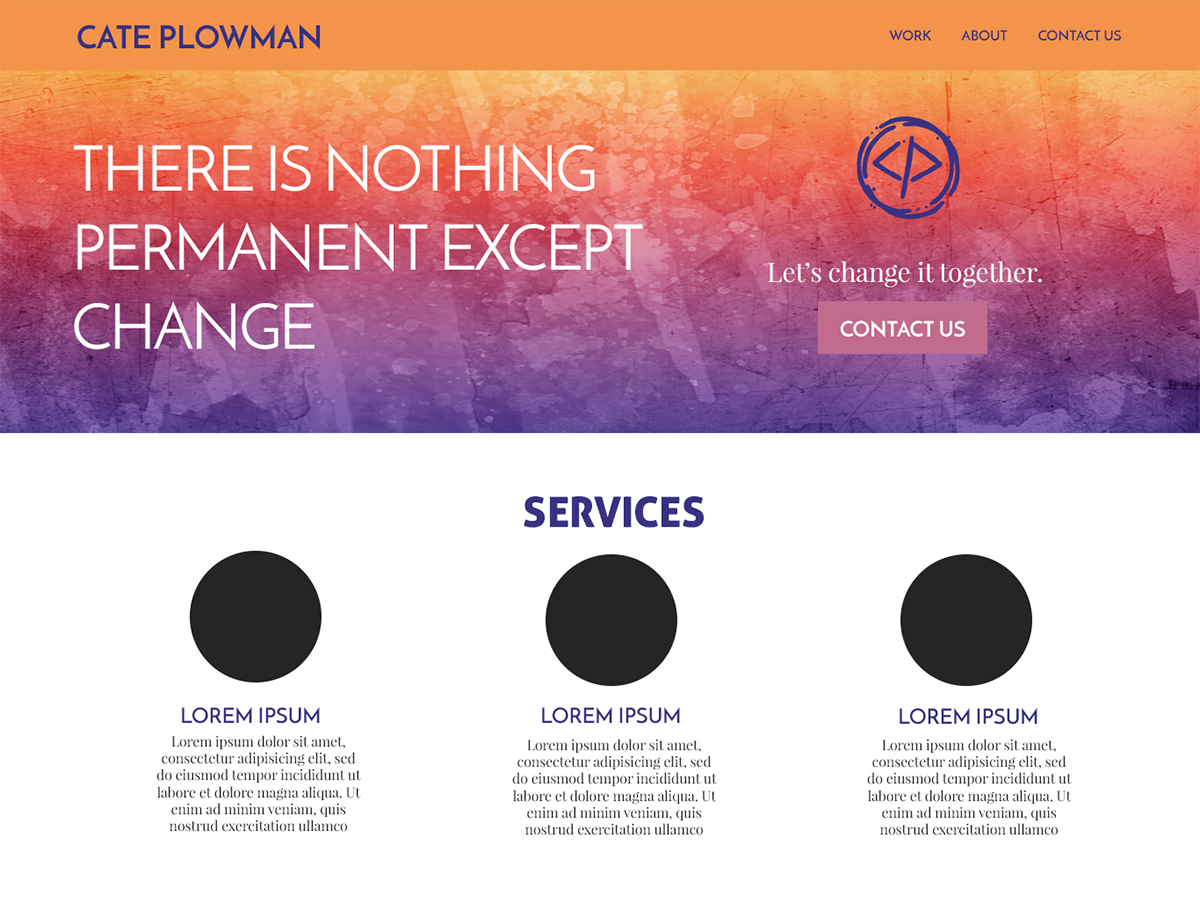 CATE PLOWMAN
WORK ABOUT CONTACT US
THERE IS NOTHING
PERMANENT EXCEPT
CHANGE
</>
Let’s change it together.
CONTACT US
SERVICES
LOREM IPSUM
Lorem ipsum dolor sit amet,
consectetur adipisicing elit, sed
do eiusmod tempor incididunt ut
labore et dolore magna aliqua. Ut
enim ad minim veniam, quis
nostrud exercitation ullamco
LOREM IPSUM
Lorem ipsum dolor sit amet,
consectetur adipisicing elit, sed
do eiusmod tempor incididunt ut
labore et dolore magna aliqua. Ut
enim ad minim veniam, quis
nostrud exercitation ullamco
LOREM IPSUM
Lorem ipsum dolor sit amet,
consectetur adipisicing elit, sed
do eiusmod tempor incididunt ut
labore et dolore magna aliqua. Ut
enim ad minim veniam, quis
nostrud exercitation ullamco